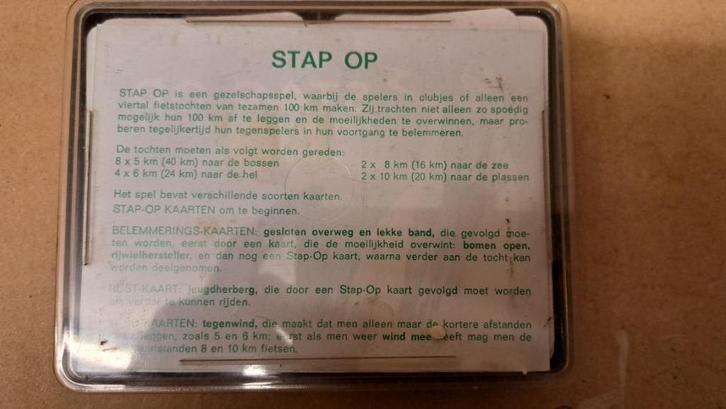 STAP OP
STAP OP is een gezelschapsspel, waarbij de spelers in clubjes of alleen een
viertal fietstochten van tezamen 100 km maken. Zij trachten niet alleen zo spoedig
mogelijk hun 100 km af te leggen en de moeilijkheden te overwinnen, maar pro-
beren tegelijkertijd hun tegenspelers in hun voortgang te belemmeren.
De tochten moeten als volgt worden gereden:
8 x 5 km (40 km) naar de bossen 2 x 8 km (16 km) naar de zee
4 x 6 km (24 km) naar de hei 2 x 10 km (20 km) naar de plassen
Het spel bevat verschillende soorten kaarten.
STAP-OP KAARTEN om te beginnen.
BELEMMERINGS-KAARTEN: gesloten overweg en lekke band, die gevolgd moe-
ten worden, eerst door een kaart, die de moeilijkheid overwint: bomen open,
rijwielhersteller, en dan nog een Stap-Op kaart, waarna verder aan de tocht kan
worden deelgenomen.
RUST-KAART: jeugdherberg, die door een Stap-Op kaart gevolgd moet worden
om verder te kunnen rijden.
KAARTEN: tegenwind, die maakt dat men alleen maar de kortere afstanden
afleggen, zoals 5 en 6 km; eerst als men weer wind mee heeft mag men de
afstanden 8 en 10 km fietsen.